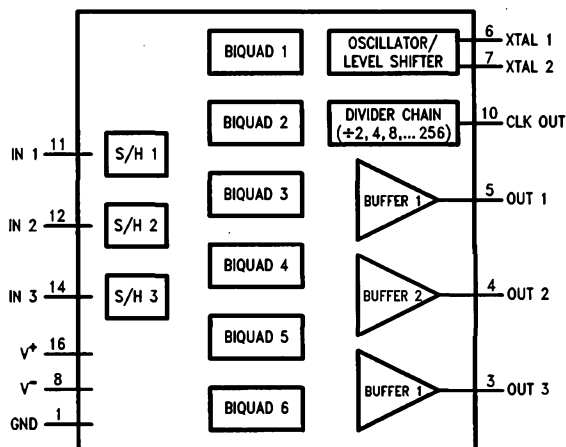 BIQUAD 1
OSCILLATOR/
LEVEL SHIFTER
6 XTAL 1
7 XTAL 2
BIQUAD 2
DIVIDER CHAIN
(÷2, 4, 8,... 256)
10 CLK OUT
IN 1 11
S/H 1
BIQUAD 3
BUFFER 1
5 OUT 1
IN 2 12
S/H 2
BIQUAD 4
BUFFER 2
4 OUT 2
IN 3 14
S/H 3
BIQUAD 5
V+ 16
V- 8
BUFFER 1
3 OUT 3
GND 1
BIQUAD 6